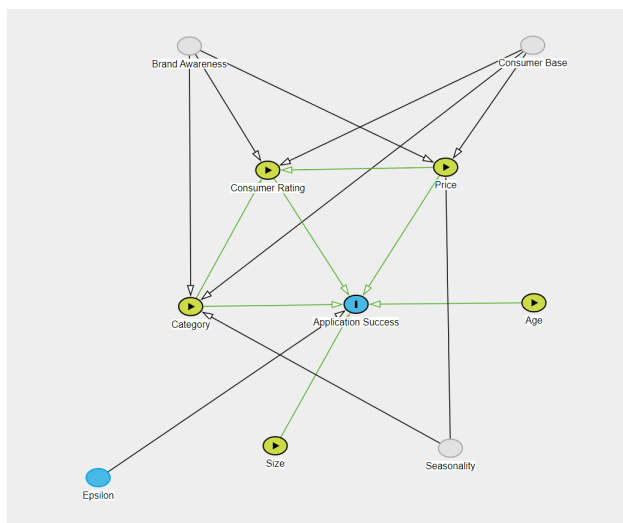 Brand Awareness
Consumer Base
Consumer Rating
Price
Category
Application Success
Age
Size
Seasonality
Epsilon